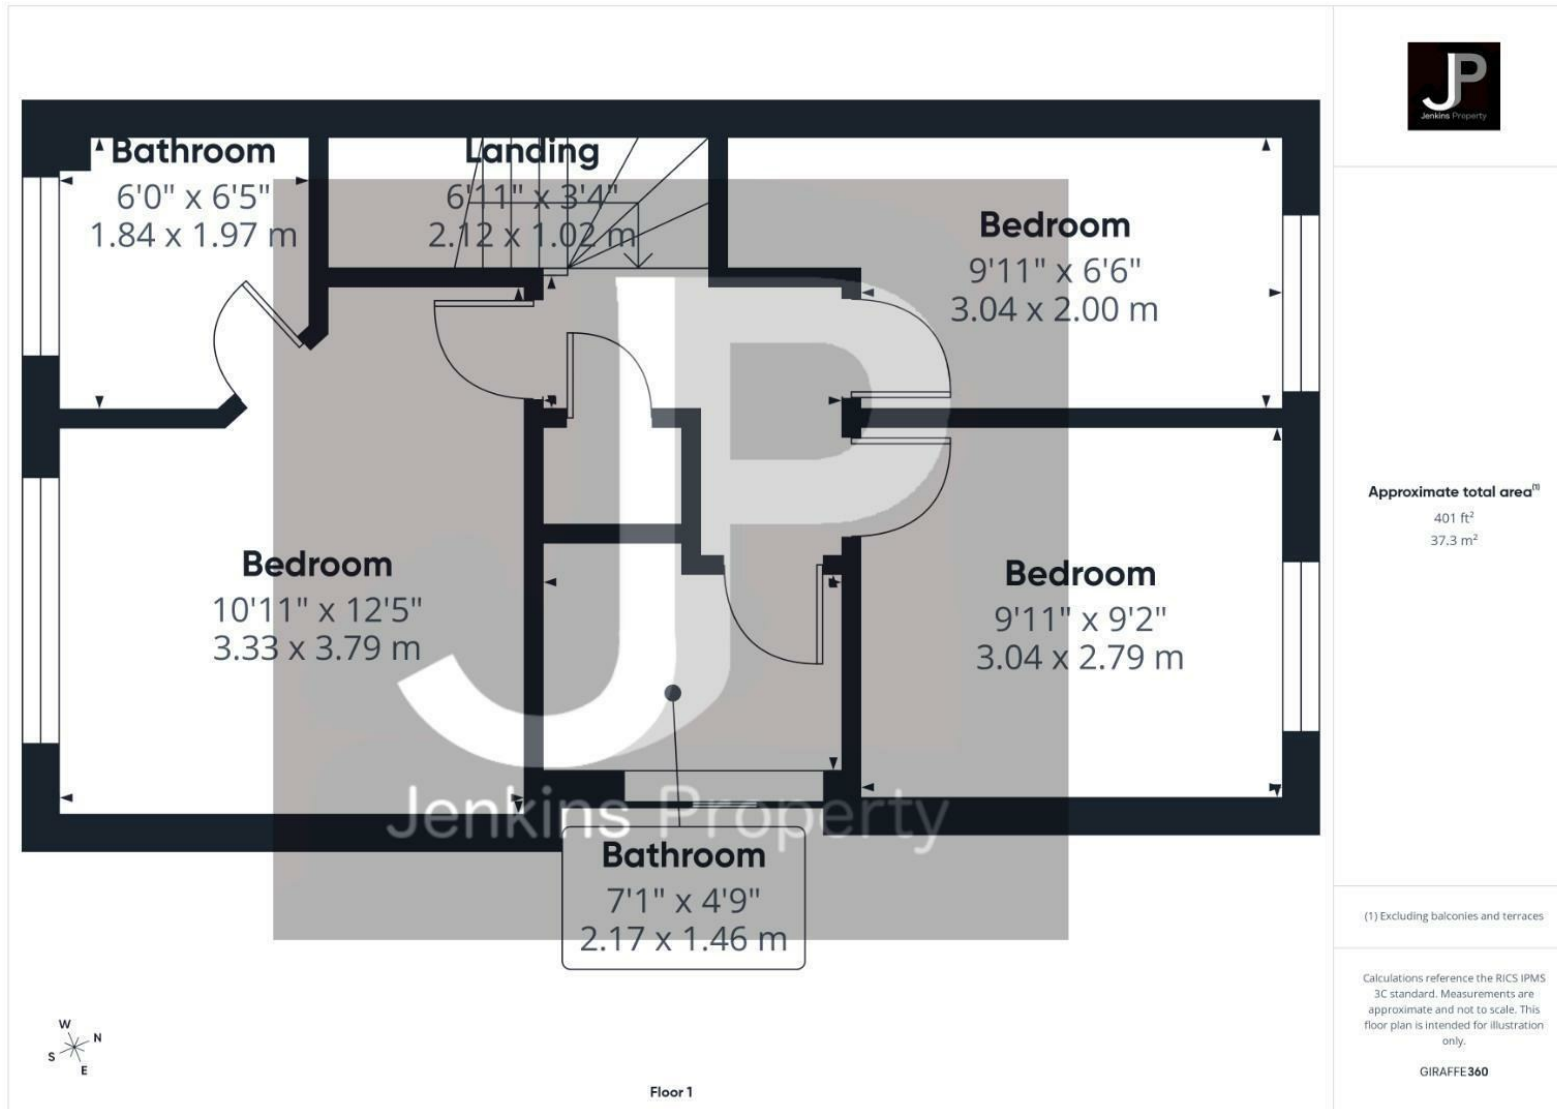 Bathroom
6'0" x 6'5"
1.84 x 1.97 m
Landing
6'11" x 3'4"
2.12 x 1.02 m
Bedroom
9'11" x 6'6"
3.04 x 2.00 m
Bedroom
10'11" x 12'5"
3.33 x 3.79 m
Bedroom
9'11" x 9'2"
3.04 x 2.79 m
JP
Jenkins Property
Bathroom
7'1" x 4'9"
2.17 x 1.46 m
W
N
S
E
Floor 1
JP
Jenkins Property
Approximate total area(1)
401 ft²
37.3 m²
(1) Excluding balconies and terraces
Calculations reference the RICS IPMS
3C standard. Measurements are
approximate and not to scale. This
floor plan is intended for illustration
only.
GIRAFFE360